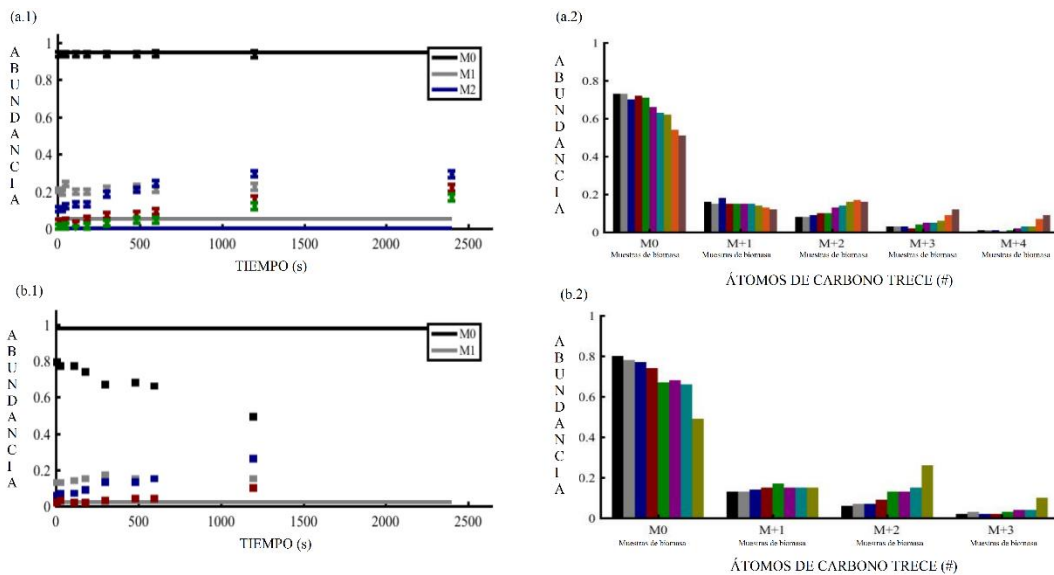 (a.1)
ABUNDANCIA
1
0.8
0.6
0.4
0.2
0
M0
M1
M2
0 500 1000 1500 2000 2500
TIEMPO (s)
(a.2)
ABUNDANCIA
1
0.8
0.6
0.4
0.2
0
M0 M+1 M+2 M+3 M+4
Muestras de biomasa Muestras de biomasa Muestras de biomasa Muestras de biomasa Muestras de biomasa
ÁTOMOS DE CARBONO TRECE (#)
(b.1)
ABUNDANCIA
1
0.8
0.6
0.4
0.2
0
M0
M1
0 500 1000 1500 2000 2500
TIEMPO (s)
(b.2)
ABUNDANCIA
1
0.8
0.6
0.4
0.2
0
M0 M+1 M+2 M+3
Muestras de biomasa Muestras de biomasa Muestras de biomasa Muestras de biomasa
ÁTOMOS DE CARBONO TRECE (#)